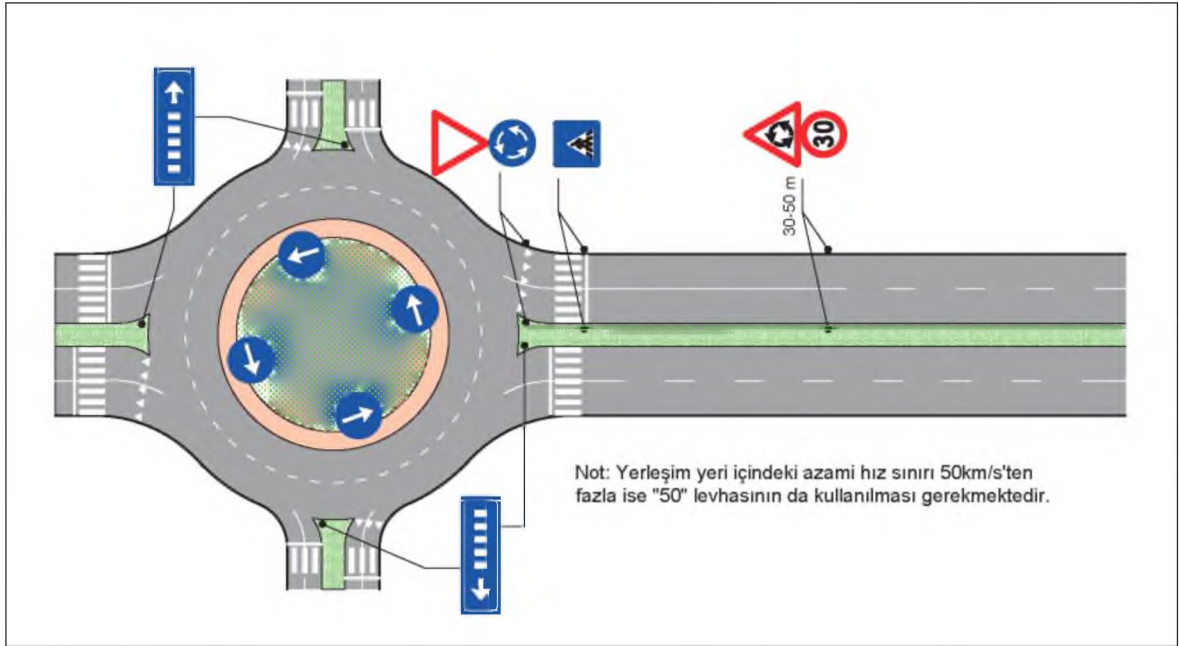 30
30-50 m
Not: Yerleşim yeri içindeki azami hız sınırı 50km/s'ten
fazla ise "50" levhasının da kullanılması gerekmektedir.